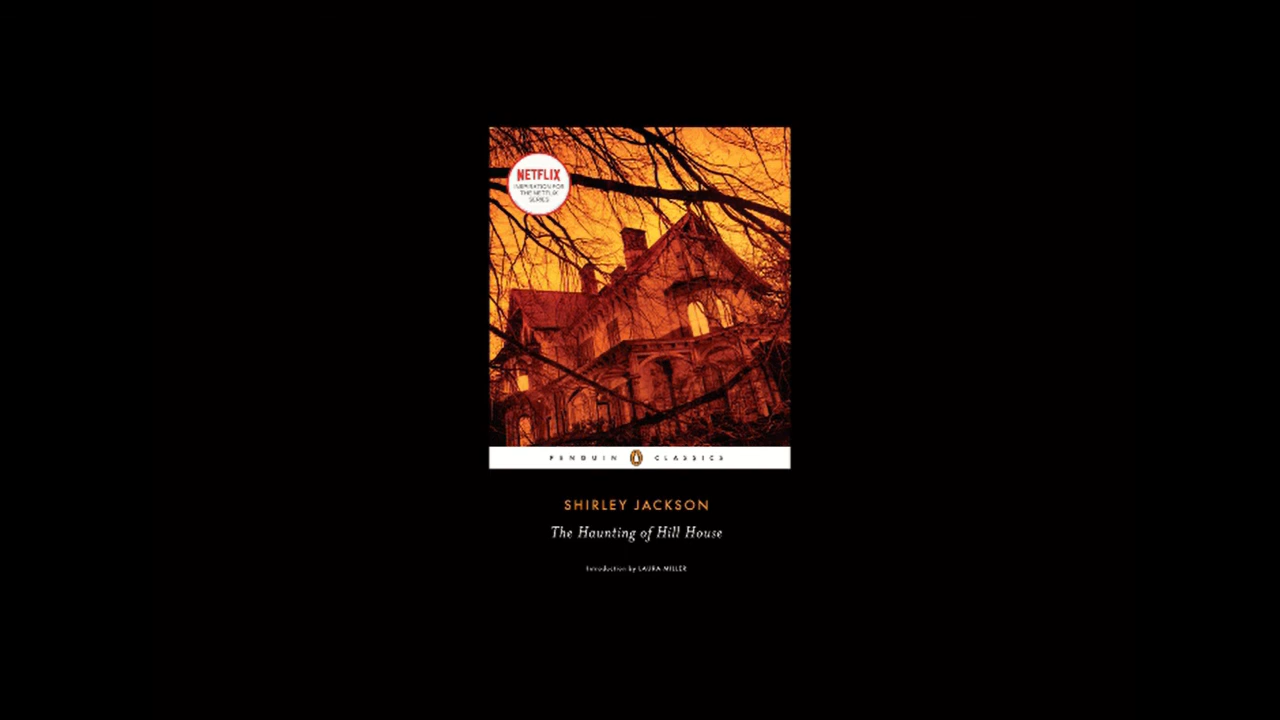 NETFLIX
INSPIRATION FOR
THE NETFLIX
SERIES
PENGUIN CLASSICS
SHIRLEY JACKSON
The Haunting of Hill House
Introduction by LAURA MILLER